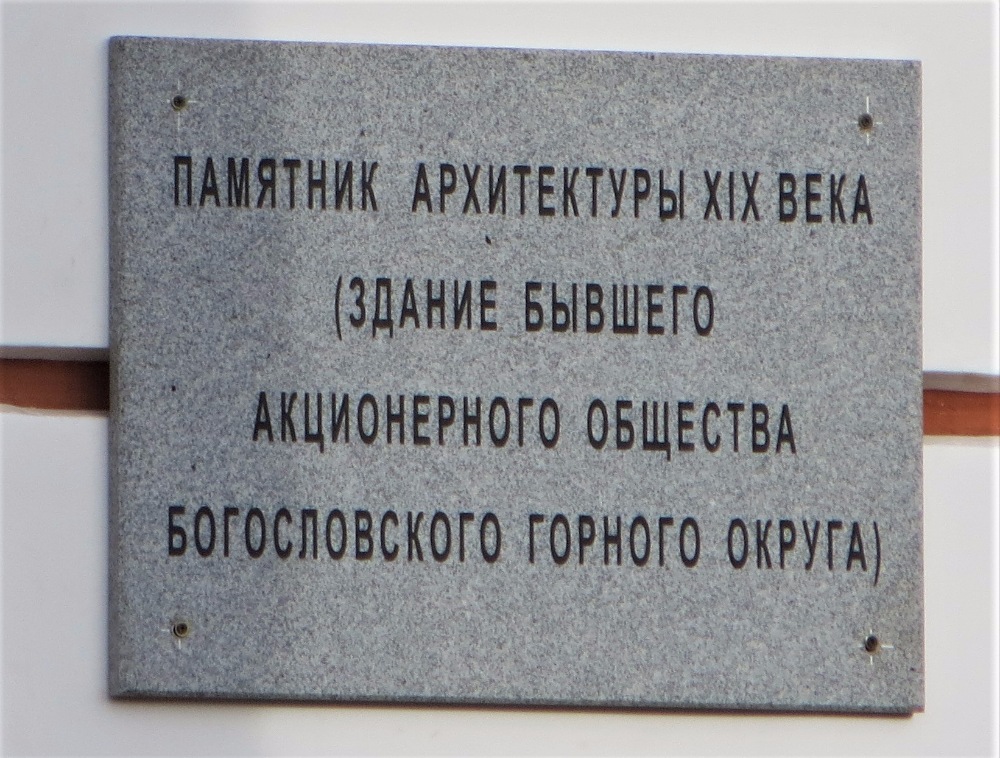 ПАМЯТНИК АРХИТЕКТУРЫ XIX ВЕКА
(ЗДАНИЕ БЫВШЕГО
АКЦИОНЕРНОГО ОБЩЕСТВА
БОГОСЛОВСКОГО ГОРНОГО ОКРУГА)